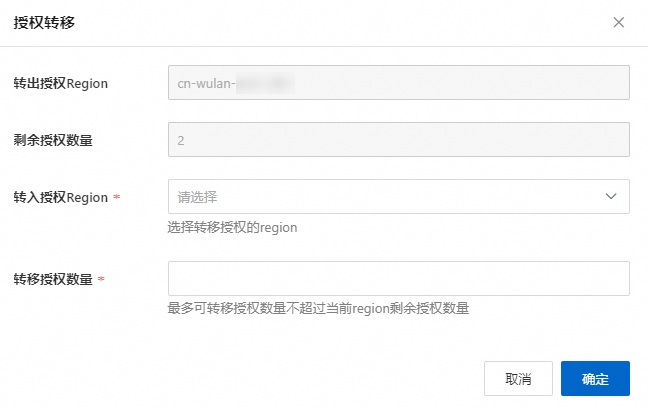 授权转移
转出授权Region
cn-wulan-
剩余授权数量
2
转入授权Region *
请选择
选择转移授权的region
转移授权数量 *
最多可转移授权数量不超过当前region剩余授权数量
取消
确定